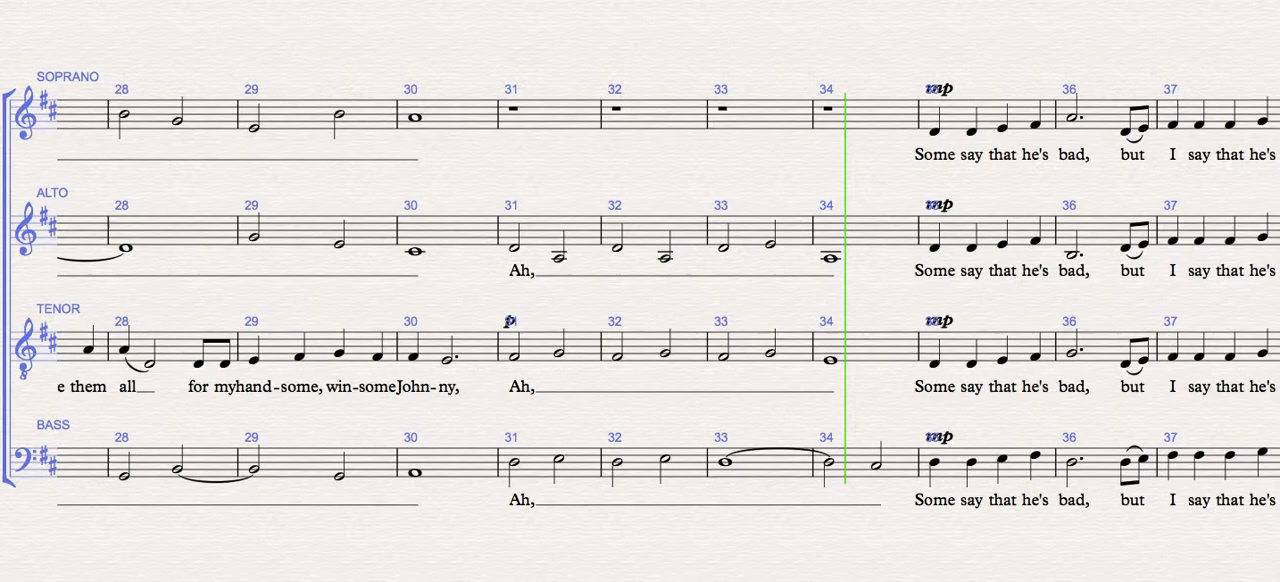 SOPRANO
28 29 30 31 32 33 34 mp 36 37
Some say that he's bad, but I say that he's
ALTO
28 29 30 31 32 33 34 mp 36 37
Ah, Some say that he's bad, but I say that he's
TENOR
28 29 30 p 32 33 34 mp 36 37
e them all for my hand-some, win-some John-ny, Ah, Some say that he's bad, but I say that he's
BASS
28 29 30 31 32 33 34 mp 36 37
Ah, Some say that he's bad, but I say that he's